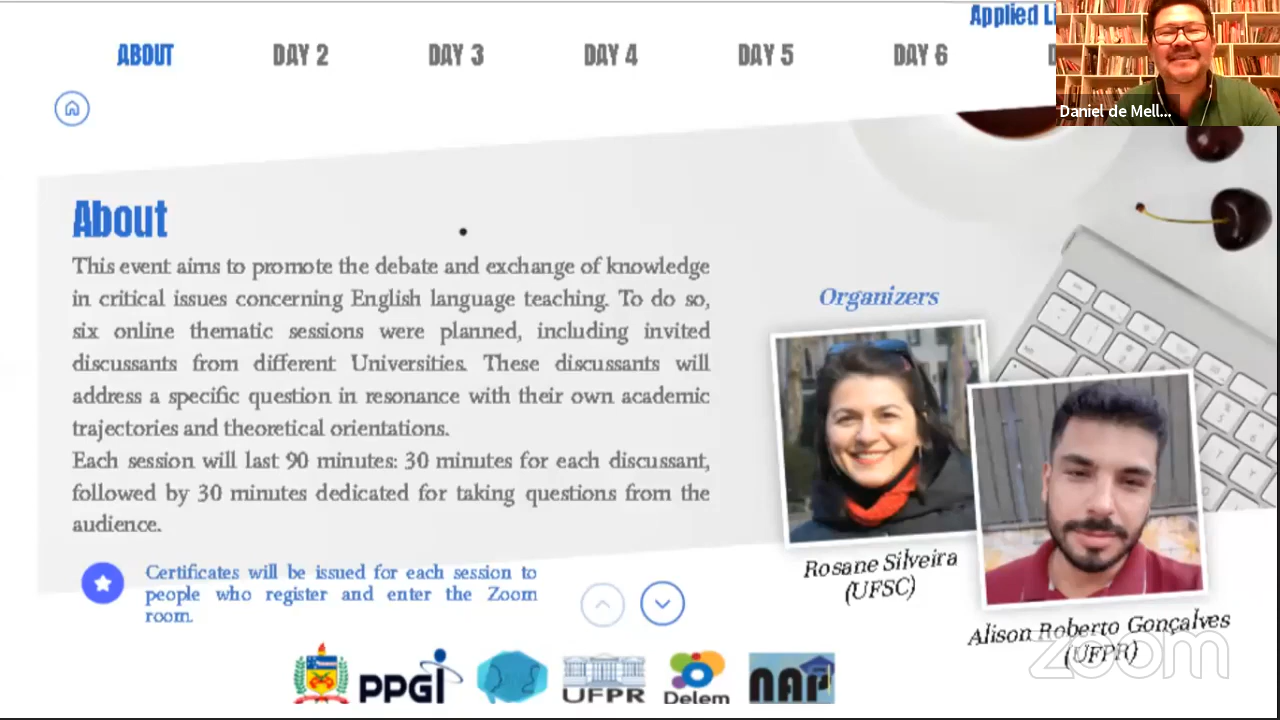 Applied Li
ABOUT DAY 2 DAY 3 DAY 4 DAY 5 DAY 6
Daniel de Mell...
About
This event aims to promote the debate and exchange of knowledge
in critical issues concerning English language teaching. To do so,
six online thematic sessions were planned, including invited
discussants from different Universities. These discussants will
address a specific question in resonance with their own academic
trajectories and theoretical orientations.
Each session will last 90 minutes: 30 minutes for each discussant,
followed by 30 minutes dedicated for taking questions from the
audience.
Certificates will be issued for each session to
people who register and enter the Zoom
room.
Organizers
Rosane Silveira
(UFSC)
Alison Roberto Gonçalves
(UFPR)
zoom
PPGI
UFPR
Delem
nap